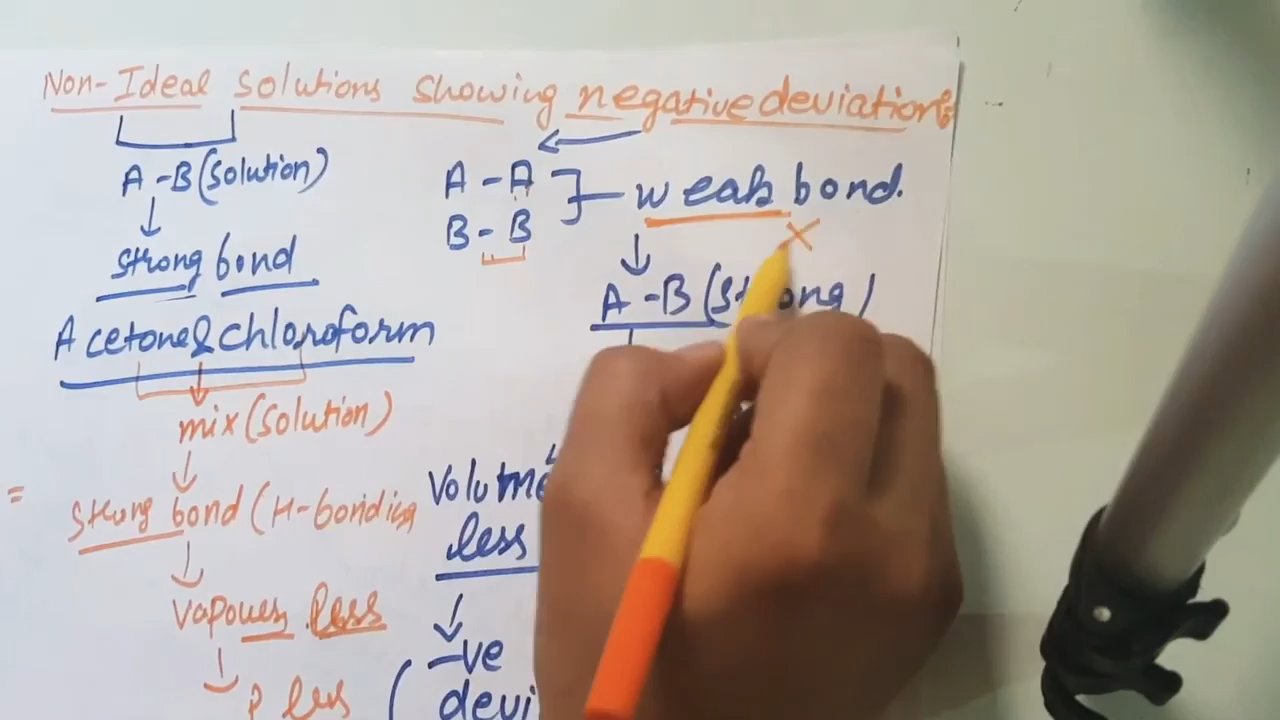 Non-Ideal solutions showing negative deviations
A-B (solution)
strong bond
Acetone & chloroform
mix (solution)
=
strong bond (H-bonding
Vapours less
P less
A - A
B - B
weak bond.
A - B (strong)
Volume
less
-ve
(devi